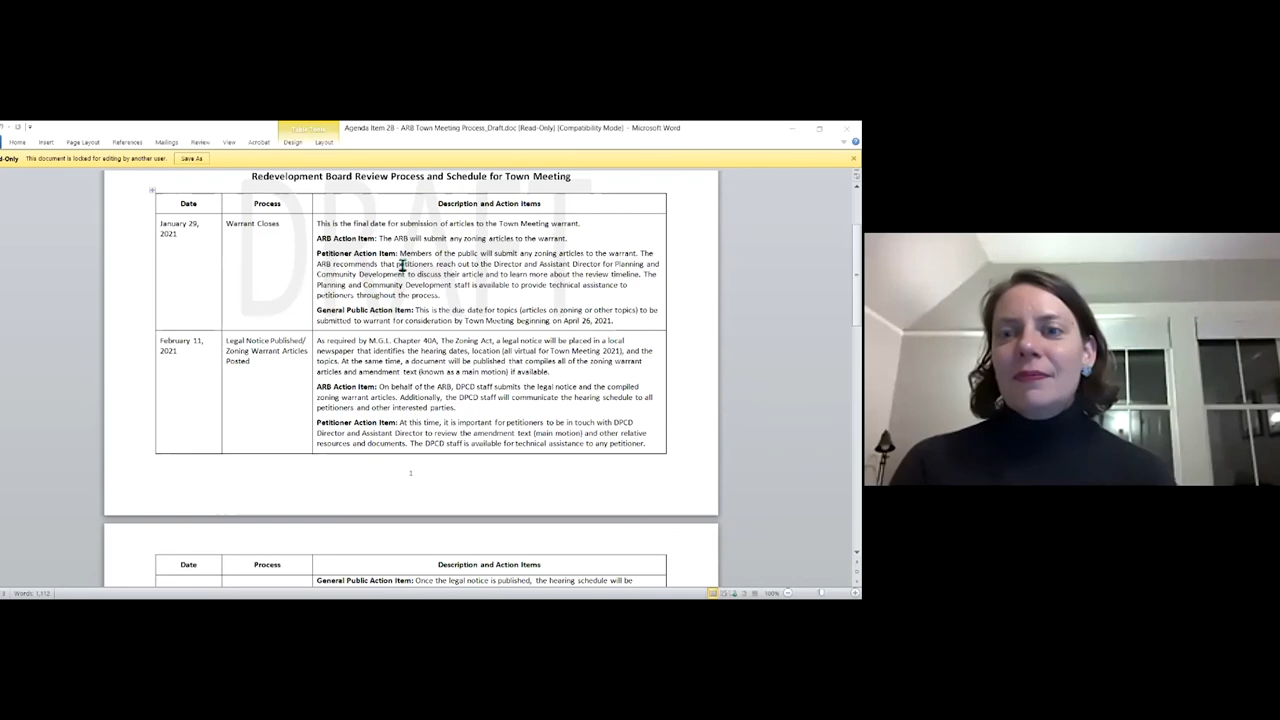 Table Tools
Agenda Item 2B - ARB Town Meeting Process_Draft.doc [Read-Only] [Compatibility Mode] - Microsoft Word
Home Insert Page Layout References Mailings Review View Acrobat Design Layout
d-Only This document is locked for editing by another user. Save As
Redevelopment Board Review Process and Schedule for Town Meeting
DRAFT
Date Process Description and Action Items
January 29, 2021
Warrant Closes
This is the final date for submission of articles to the Town Meeting warrant.
ARB Action Item: The ARB will submit any zoning articles to the warrant.
Petitioner Action Item: Members of the public will submit any zoning articles to the warrant. The
ARB recommends that petitioners reach out to the Director and Assistant Director for Planning and
Community Development to discuss their article and to learn more about the review timeline. The
Planning and Community Development staff is available to provide technical assistance to
petitioners throughout the process.
General Public Action Item: This is the due date for topics (articles on zoning or other topics) to be
submitted to warrant for consideration by Town Meeting beginning on April 26, 2021.
February 11,
2021
Legal Notice Published/
Zoning Warrant Articles
Posted
As required by M.G.L. Chapter 40A, The Zoning Act, a legal notice will be placed in a local
newspaper that identifies the hearing dates, location (all virtual for Town Meeting 2021), and the
topics. At the same time, a document will be published that compiles all of the zoning warrant
articles and amendment text (known as a main motion) if available.
ARB Action Item: On behalf of the ARB, DPCD staff submits the legal notice and the compiled
zoning warrant articles. Additionally, the DPCD staff will communicate the hearing schedule to all
petitioners and other interested parties.
Petitioner Action Item: At this time, it is important for petitioners to be in touch with DPCD
Director and Assistant Director to review the amendment text (main motion) and other relative
resources and documents. The DPCD staff is available for technical assistance to any petitioner.
1
Date Process Description and Action Items
General Public Action Item: Once the legal notice is published, the hearing schedule will be
Words: 1,112
100%